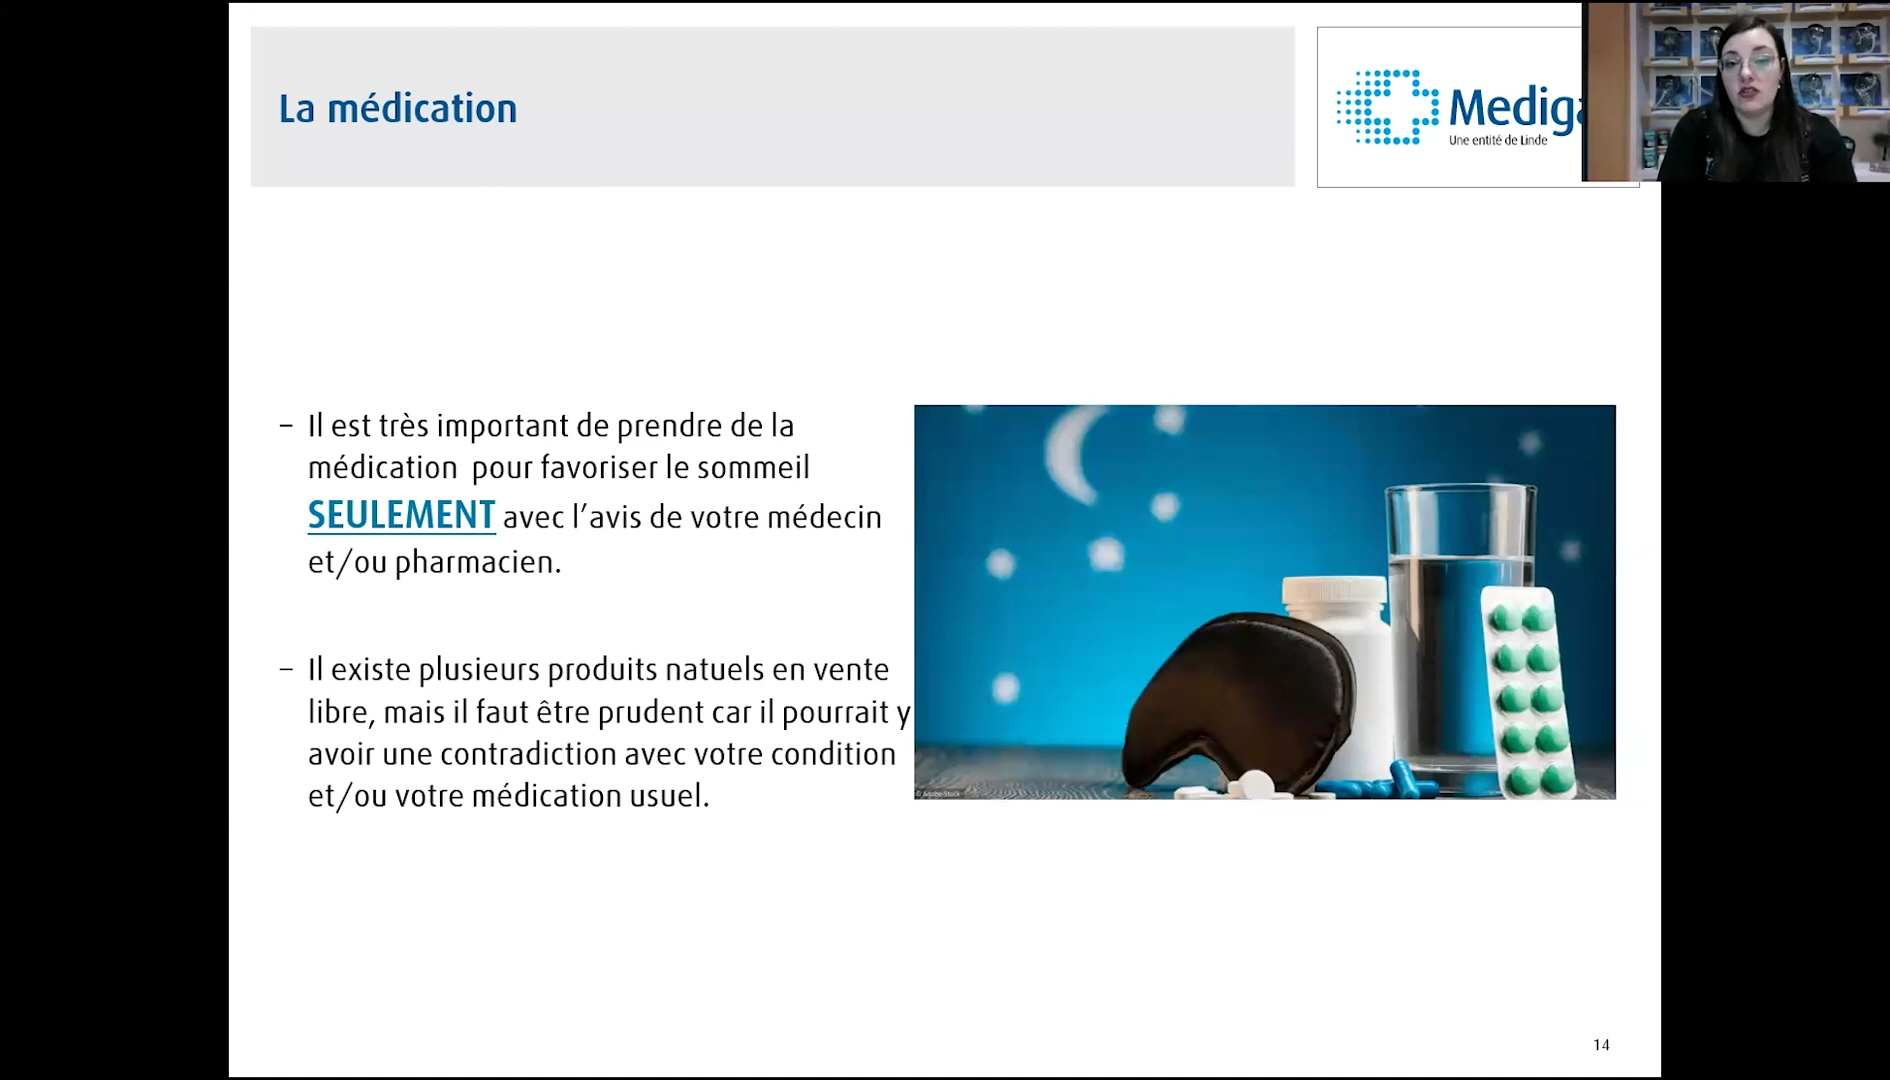 La médication
Medig
Une entité de Linde
– Il est très important de prendre de la
médication pour favoriser le sommeil
SEULEMENT avec l’avis de votre médecin
et/ou pharmacien.
– Il existe plusieurs produits natuels en vente
libre, mais il faut être prudent car il pourrait y
avoir une contradiction avec votre condition
et/ou votre médication usuel.
14